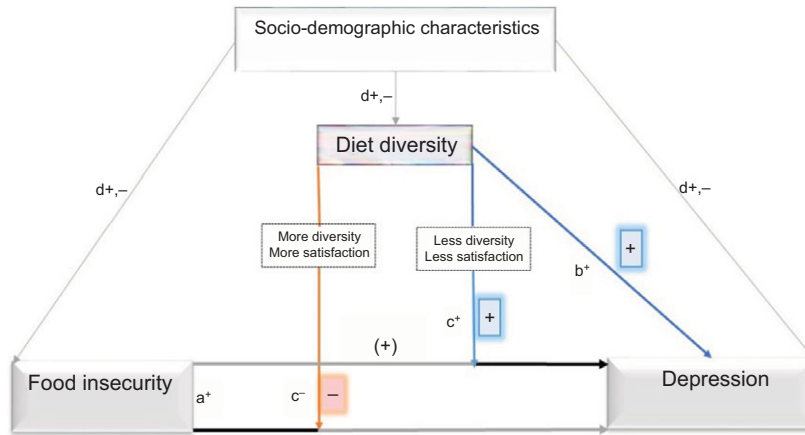 Socio-demographic characteristics
d+,–
Diet diversity
d+,–
d+,–
More diversity
More satisfaction
Less diversity
Less satisfaction
+
b⁺
c⁺
+
(+)
Food insecurity
Depression
a⁺
c⁻
–